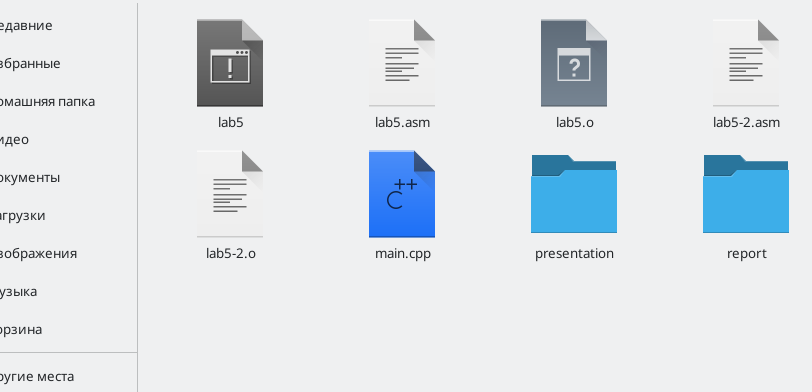 едавние
збранные
омашняя папка
идео
окументы
агрузки
зображения
узыка
орзина
ругие места
lab5
lab5.asm
lab5.o
lab5-2.asm
lab5-2.o
main.cpp
presentation
report
C++